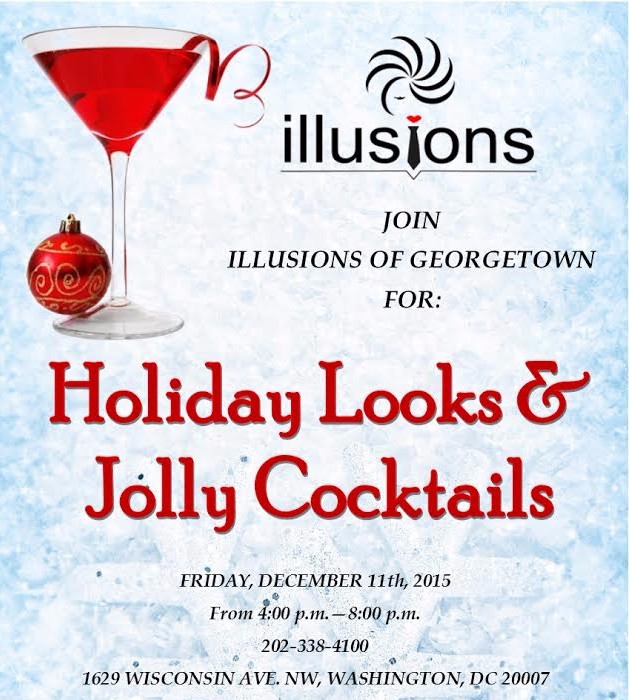 illusions
JOIN
ILLUSIONS OF GEORGETOWN
FOR:
Holiday Looks &
Jolly Cocktails
FRIDAY, DECEMBER 11th, 2015
From 4:00 p.m.—8:00 p.m.
202-338-4100
1629 WISCONSIN AVE. NW, WASHINGTON, DC 20007